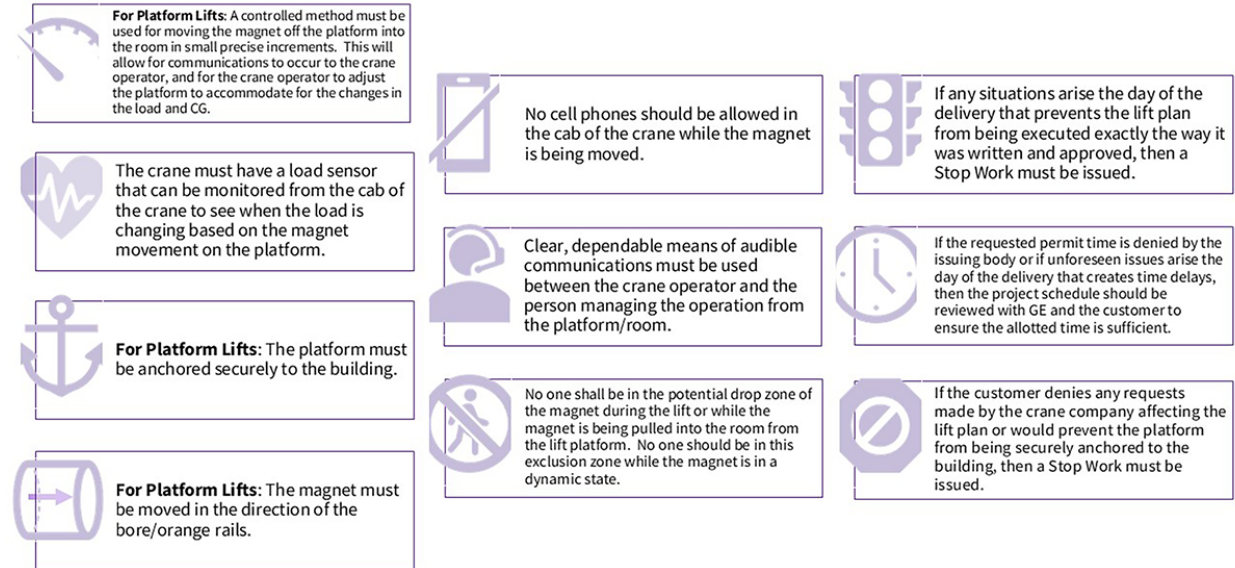 For Platform Lifts: A controlled method must be
used for moving the magnet off the platform into
the room in small precise increments. This will
allow for communications to occur to the crane
operator, and for the crane operator to adjust
the platform to accommodate for the changes in
the load and CG.
The crane must have a load sensor
that can be monitored from the cab of
the crane to see when the load is
changing based on the magnet
movement on the platform.
For Platform Lifts: The platform must
be anchored securely to the building.
For Platform Lifts: The magnet must
be moved in the direction of the
bore/orange rails.
No cell phones should be allowed in
the cab of the crane while the magnet
is being moved.
Clear, dependable means of audible
communications must be used
between the crane operator and the
person managing the operation from
the platform/room.
No one shall be in the potential drop zone of
the magnet during the lift or while the
magnet is being pulled into the room from
the lift platform. No one should be in this
exclusion zone while the magnet is in a
dynamic state.
If any situations arise the day of the
delivery that prevents the lift plan
from being executed exactly the way it
was written and approved, then a
Stop Work must be issued.
If the requested permit time is denied by the
issuing body or if unforeseen issues arise the
day of the delivery that creates time delays,
then the project schedule should be
reviewed with GE and the customer to
ensure the allotted time is sufficient.
If the customer denies any requests
made by the crane company affecting the
lift plan or would prevent the platform
from being securely anchored to the
building, then a Stop Work must be
issued.